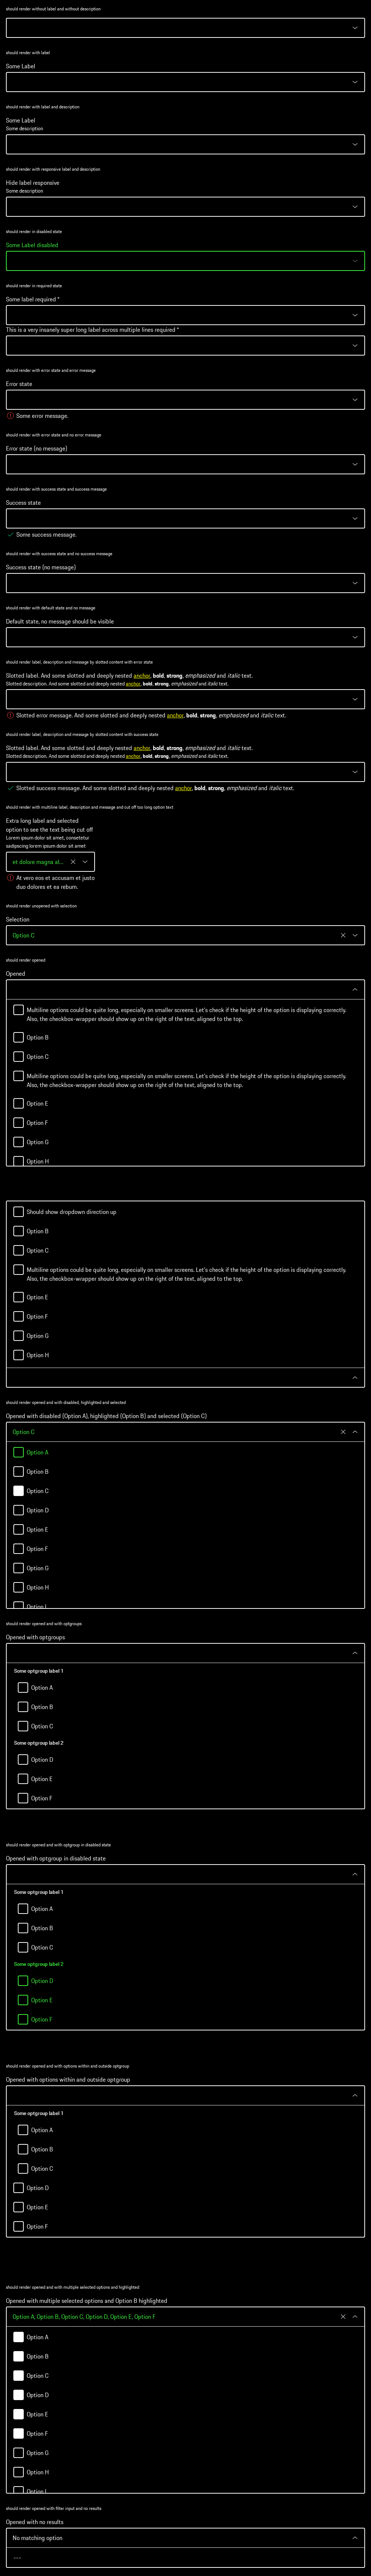 should render without label and without description
should render with label
Some Label
should render with label and description
Some Label
Some description
should render with responsive label and description
Hide label responsive
Some description
should render in disabled state
Some Label disabled
should render in required state
Some label required *
This is a very insanely super long label across multiple lines required *
should render with error state and error message
Error state
Some error message.
should render with error state and no error message
Error state (no message)
should render with success state and success message
Success state
Some success message.
should render with success state and no success message
Success state (no message)
should render with default state and no message
Default state, no message should be visible
should render label, description and message by slotted content with error state
Slotted label. And some slotted and deeply nested anchor, bold, strong, emphasized and italic text.
Slotted description. And some slotted and deeply nested anchor, bold, strong, emphasized and italic text.
Slotted error message. And some slotted and deeply nested anchor, bold, strong, emphasized and italic text.
should render label, description and message by slotted content with success state
Slotted label. And some slotted and deeply nested anchor, bold, strong, emphasized and italic text.
Slotted description. And some slotted and deeply nested anchor, bold, strong, emphasized and italic text.
Slotted success message. And some slotted and deeply nested anchor, bold, strong, emphasized and italic text.
should render with multiline label, description and message and cut off too long option text
Extra long label and selected
option to see the text being cut off
Lorem ipsum dolor sit amet, consetetur
sadipscing lorem ipsum dolor sit amet
et dolore magna al...
At vero eos et accusam et justo
duo dolores et ea rebum.
should render unopened with selection
Selection
Option C
should render opened
Opened
Multiline options could be quite long, especially on smaller screens. Let's check if the height of the option is displaying correctly.
Also, the checkbox-wrapper should show up on the right of the text, aligned to the top.
Option B
Option C
Multiline options could be quite long, especially on smaller screens. Let's check if the height of the option is displaying correctly.
Also, the checkbox-wrapper should show up on the right of the text, aligned to the top.
Option E
Option F
Option G
Option H
Should show dropdown direction up
Option B
Option C
Multiline options could be quite long, especially on smaller screens. Let's check if the height of the option is displaying correctly.
Also, the checkbox-wrapper should show up on the right of the text, aligned to the top.
Option E
Option F
Option G
Option H
should render opened and with disabled, highlighted and selected
Opened with disabled (Option A), highlighted (Option B) and selected (Option C)
Option C
Option A
Option B
Option C
Option D
Option E
Option F
Option G
Option H
Option I
should render opened and with optgroups
Opened with optgroups
Some optgroup label 1
Option A
Option B
Option C
Some optgroup label 2
Option D
Option E
Option F
should render opened and with optgroup in disabled state
Opened with optgroup in disabled state
Some optgroup label 1
Option A
Option B
Option C
Some optgroup label 2
Option D
Option E
Option F
should render opened and with options within and outside optgroup
Opened with options within and outside optgroup
Some optgroup label 1
Option A
Option B
Option C
Option D
Option E
Option F
should render opened and with multiple selected options and highlighted
Opened with multiple selected options and Option B highlighted
Option A, Option B, Option C, Option D, Option E, Option F
Option A
Option B
Option C
Option D
Option E
Option F
Option G
Option H
Option I
should render opened with filter input and no results
Opened with no results
No matching option
---